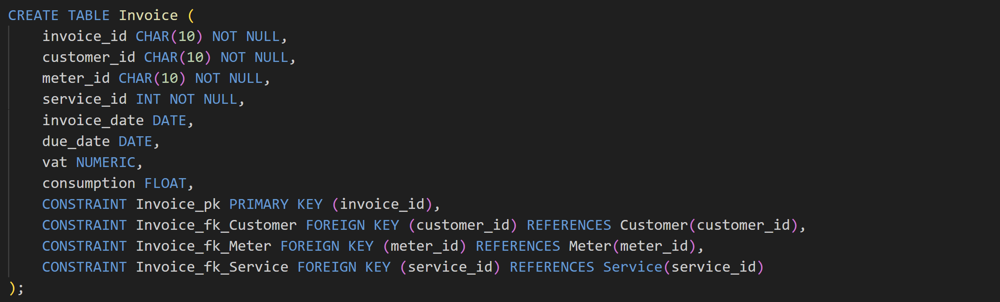 CREATE TABLE Invoice (
    invoice_id CHAR(10) NOT NULL,
    customer_id CHAR(10) NOT NULL,
    meter_id CHAR(10) NOT NULL,
    service_id INT NOT NULL,
    invoice_date DATE,
    due_date DATE,
    vat NUMERIC,
    consumption FLOAT,
    CONSTRAINT Invoice_pk PRIMARY KEY (invoice_id),
    CONSTRAINT Invoice_fk_Customer FOREIGN KEY (customer_id) REFERENCES Customer(customer_id),
    CONSTRAINT Invoice_fk_Meter FOREIGN KEY (meter_id) REFERENCES Meter(meter_id),
    CONSTRAINT Invoice_fk_Service FOREIGN KEY (service_id) REFERENCES Service(service_id)
);